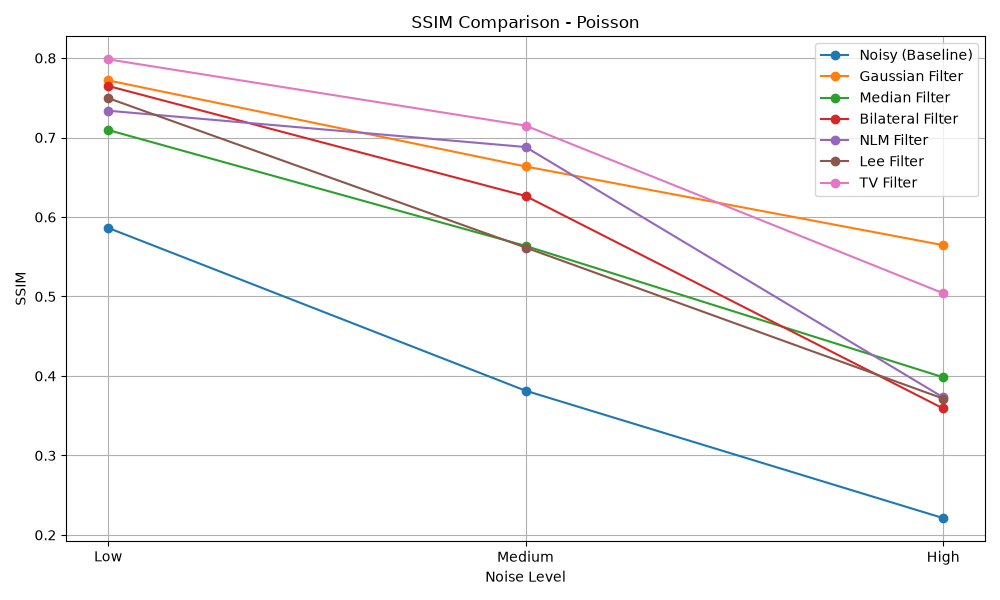 SSIM Comparison - Poisson
SSIM
0.8
0.7
0.6
0.5
0.4
0.3
0.2
Low
Medium
High
Noise Level
Noisy (Baseline)
Gaussian Filter
Median Filter
Bilateral Filter
NLM Filter
Lee Filter
TV Filter